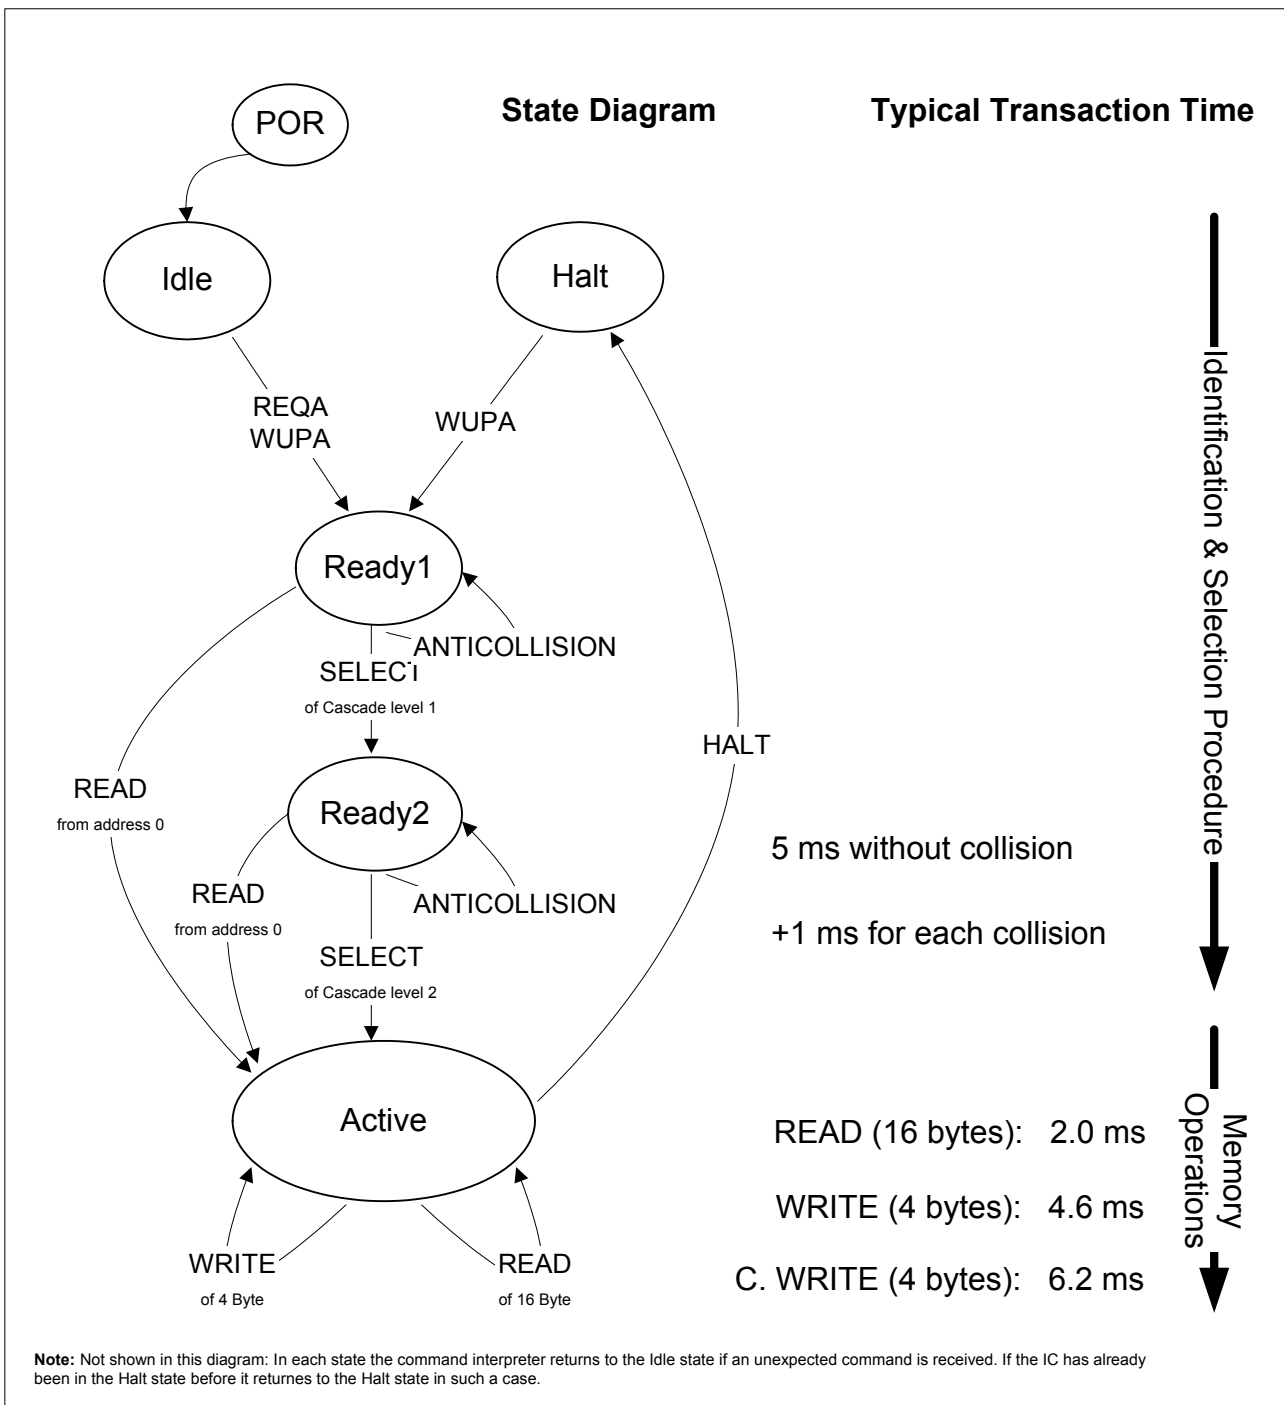 POR
State Diagram
Typical Transaction Time
Idle
Halt
REQA
WUPA
WUPA
Identification & Selection Procedure
Ready1
ANTICOLLISION
SELECT
of Cascade level 1
HALT
READ
from address 0
Ready2
5 ms without collision
READ
from address 0
ANTICOLLISION
+1 ms for each collision
SELECT
of Cascade level 2
Active
Memory
Operations
READ (16 bytes): 2.0 ms
WRITE (4 bytes): 4.6 ms
C. WRITE (4 bytes): 6.2 ms
WRITE
of 4 Byte
READ
of 16 Byte
Note: Not shown in this diagram: In each state the command interpreter returns to the Idle state if an unexpected command is received. If the IC has already
been in the Halt state before it returnes to the Halt state in such a case.